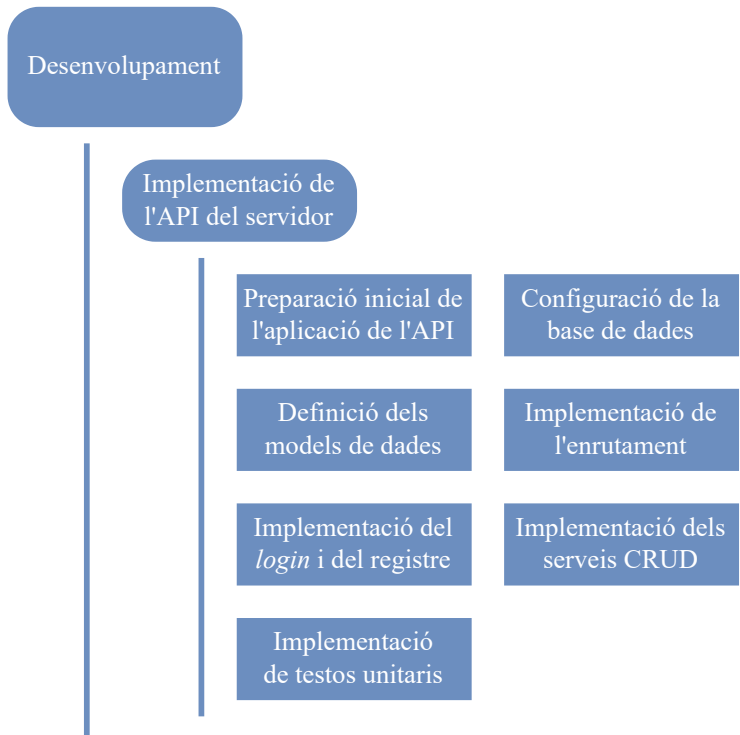 Desenvolupament
Implementació de
l'API del servidor
Preparació inicial de
l'aplicació de l'API
Configuració de la
base de dades
Definició dels
models de dades
Implementació de
l'enrutament
Implementació del
login i del registre
Implementació dels
serveis CRUD
Implementació
de testos unitaris